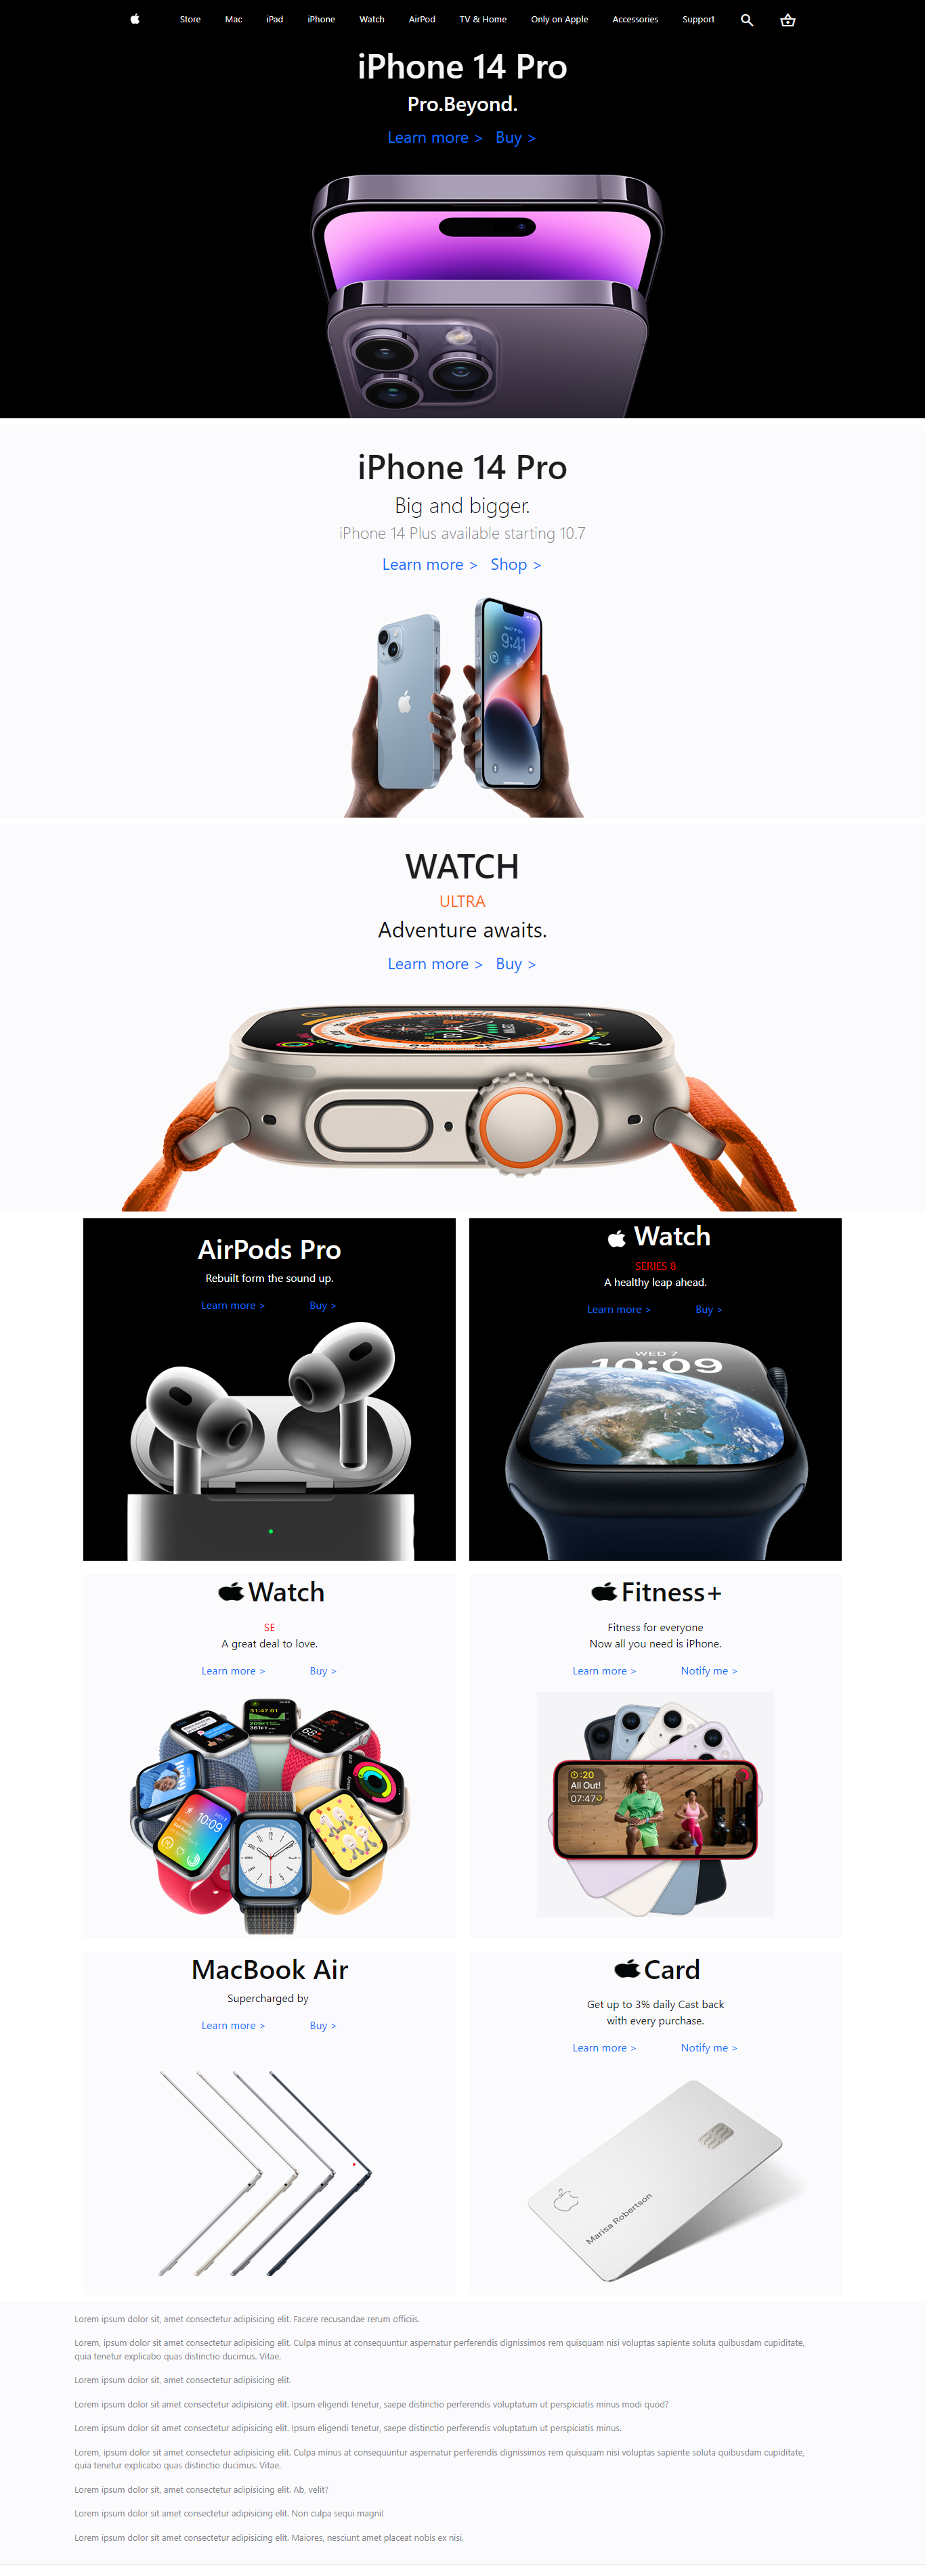 Store Mac iPad iPhone Watch AirPod TV & Home Only on Apple Accessories Support
iPhone 14 Pro
Pro.Beyond.
Learn more > Buy >
iPhone 14 Pro
Big and bigger.
iPhone 14 Plus available starting 10.7
Learn more > Shop >
9:41
WATCH
ULTRA
Adventure awaits.
Learn more > Buy >
AirPods Pro
Rebuilt form the sound up.
Learn more > Buy >
Watch
SERIES 8
A healthy leap ahead.
Learn more > Buy >
WED 7
10:09
Watch
SE
A great deal to love.
Learn more > Buy >
31:47.01
68
10:09
Fitness+
Fitness for everyone
Now all you need is iPhone.
Learn more > Notify me >
:20
All Out!
07:47
MacBook Air
Supercharged by
Learn more > Buy >
Card
Get up to 3% daily Cast back
with every purchase.
Learn more > Notify me >
Marisa Robertson
Lorem ipsum dolor sit, amet consectetur adipisicing elit. Facere recusandae rerum officiis.
Lorem, ipsum dolor sit amet consectetur adipisicing elit. Culpa minus at consequuntur aspernatur perferendis dignissimos rem quisquam nisi voluptas sapiente soluta quibusdam cupiditate,
quia tenetur explicabo quas distinctio ducimus. Vitae.
Lorem ipsum dolor sit, amet consectetur adipisicing elit.
Lorem ipsum dolor sit amet consectetur adipisicing elit. Ipsum eligendi tenetur, saepe distinctio perferendis voluptatum ut perspiciatis minus modi quod?
Lorem ipsum dolor sit amet consectetur adipisicing elit. Ipsum eligendi tenetur, saepe distinctio perferendis voluptatum ut perspiciatis minus.
Lorem, ipsum dolor sit amet consectetur adipisicing elit. Culpa minus at consequuntur aspernatur perferendis dignissimos rem quisquam nisi voluptas sapiente soluta quibusdam cupiditate,
quia tenetur explicabo quas distinctio ducimus. Vitae.
Lorem ipsum dolor sit, amet consectetur adipisicing elit. Ab, velit?
Lorem ipsum dolor sit amet consectetur adipisicing elit. Non culpa sequi magni!
Lorem ipsum dolor sit amet consectetur adipisicing elit. Maiores, nesciunt amet placeat nobis ex nisi.